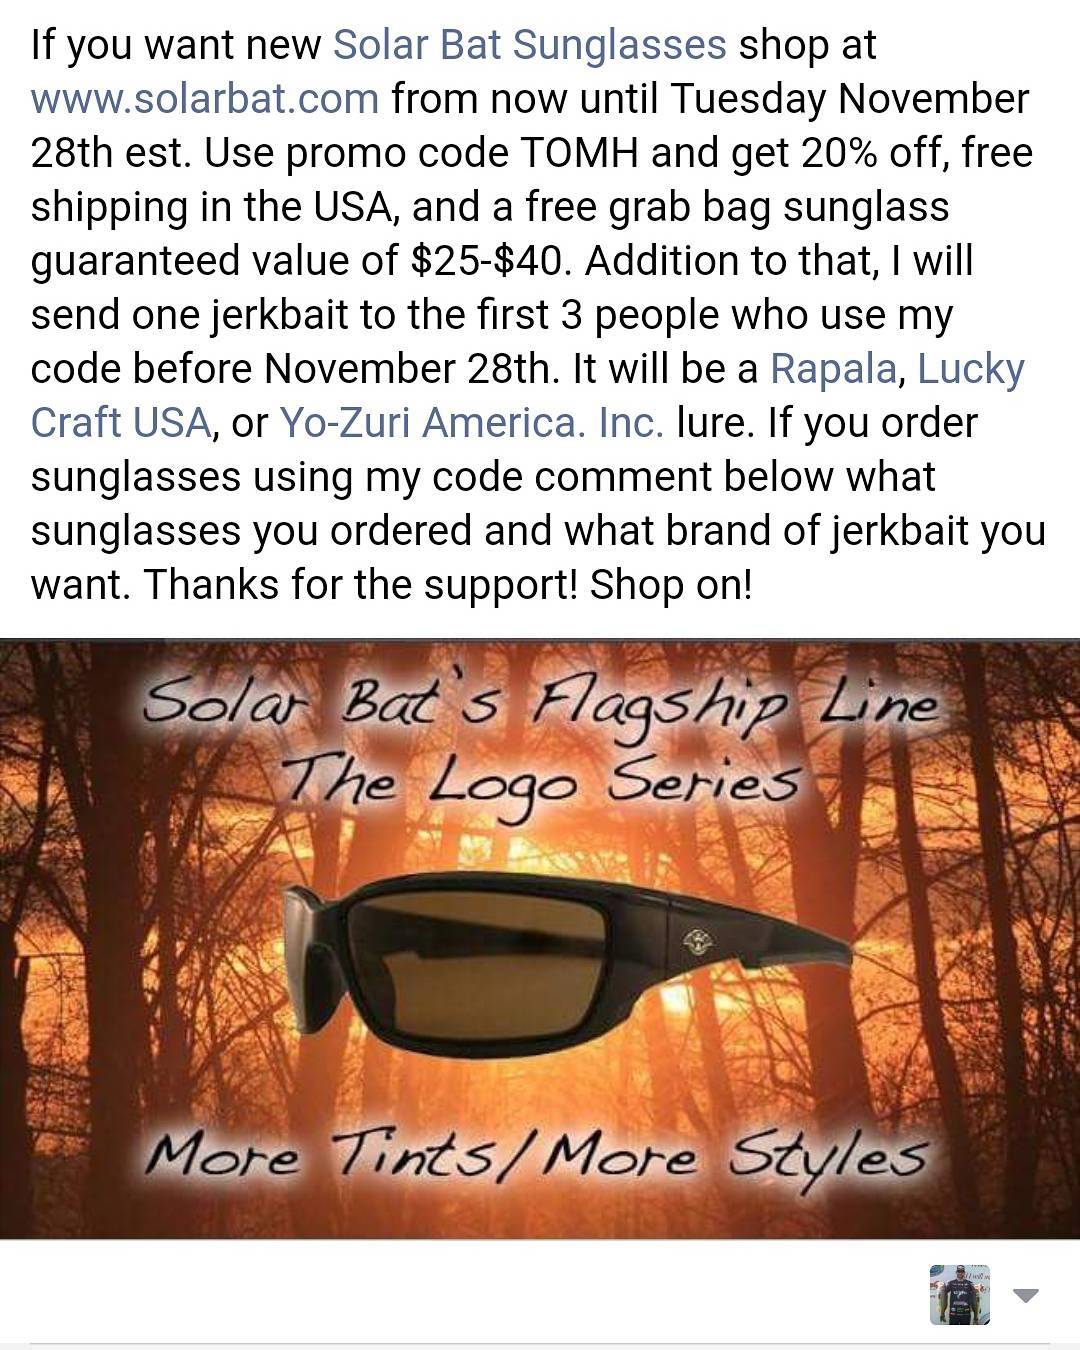 If you want new Solar Bat Sunglasses shop at
www.solarbat.com from now until Tuesday November
28th est. Use promo code TOMH and get 20% off, free
shipping in the USA, and a free grab bag sunglass
guaranteed value of $25-$40. Addition to that, I will
send one jerkbait to the first 3 people who use my
code before November 28th. It will be a Rapala, Lucky
Craft USA, or Yo-Zuri America. Inc. lure. If you order
sunglasses using my code comment below what
sunglasses you ordered and what brand of jerkbait you
want. Thanks for the support! Shop on!
Solar Bat's Flagship Line
The Logo Series
More Tints/More Styles